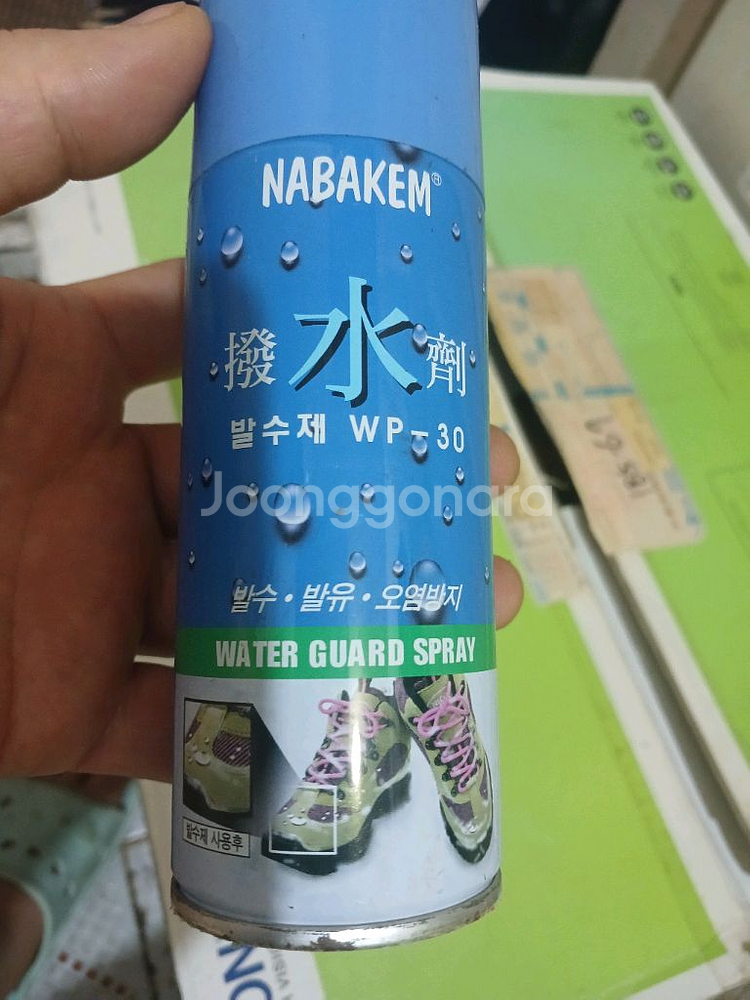 NABAKEM®
撥水劑
발수제 WP-30
Joonggonara
발수·발유·오염방지
WATER GUARD SPRAY
발수제 사용후